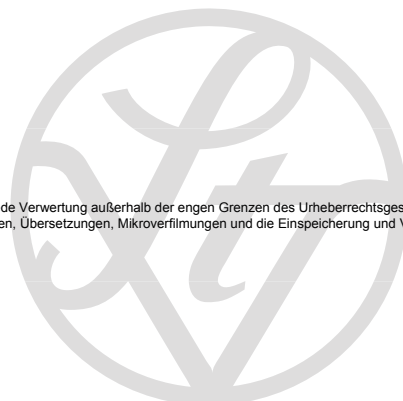 de Verwertung außerhalb der engen Grenzen des Urheberrechtsges
en, Übersetzungen, Mikroverfilmungen und die Einspeicherung und V